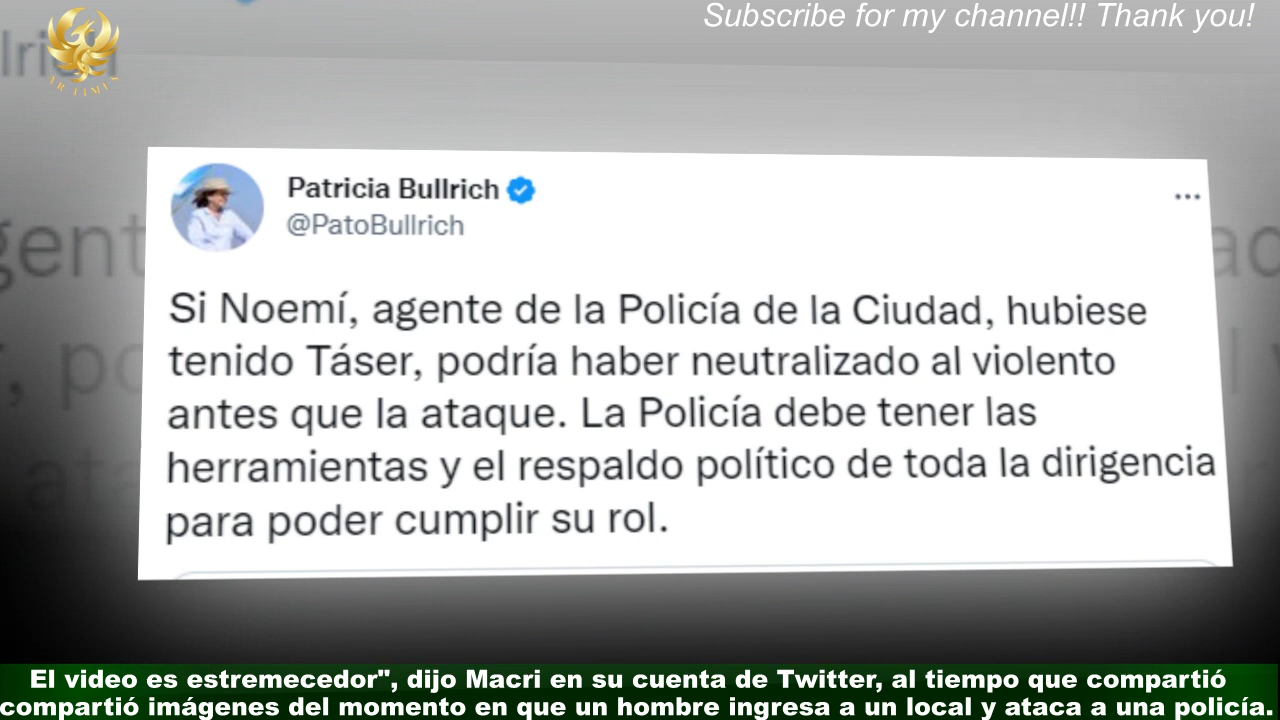 Subscribe for my channel!! Thank you!
AR TIMES
Patricia Bullrich
@PatoBullrich
Si Noemí, agente de la Policía de la Ciudad, hubiese
tenido Táser, podría haber neutralizado al violento
antes que la ataque. La Policía debe tener las
herramientas y el respaldo político de toda la dirigencia
para poder cumplir su rol.
El video es estremecedor", dijo Macri en su cuenta de Twitter, al tiempo que compartió
compartió imágenes del momento en que un hombre ingresa a un local y ataca a una policía.